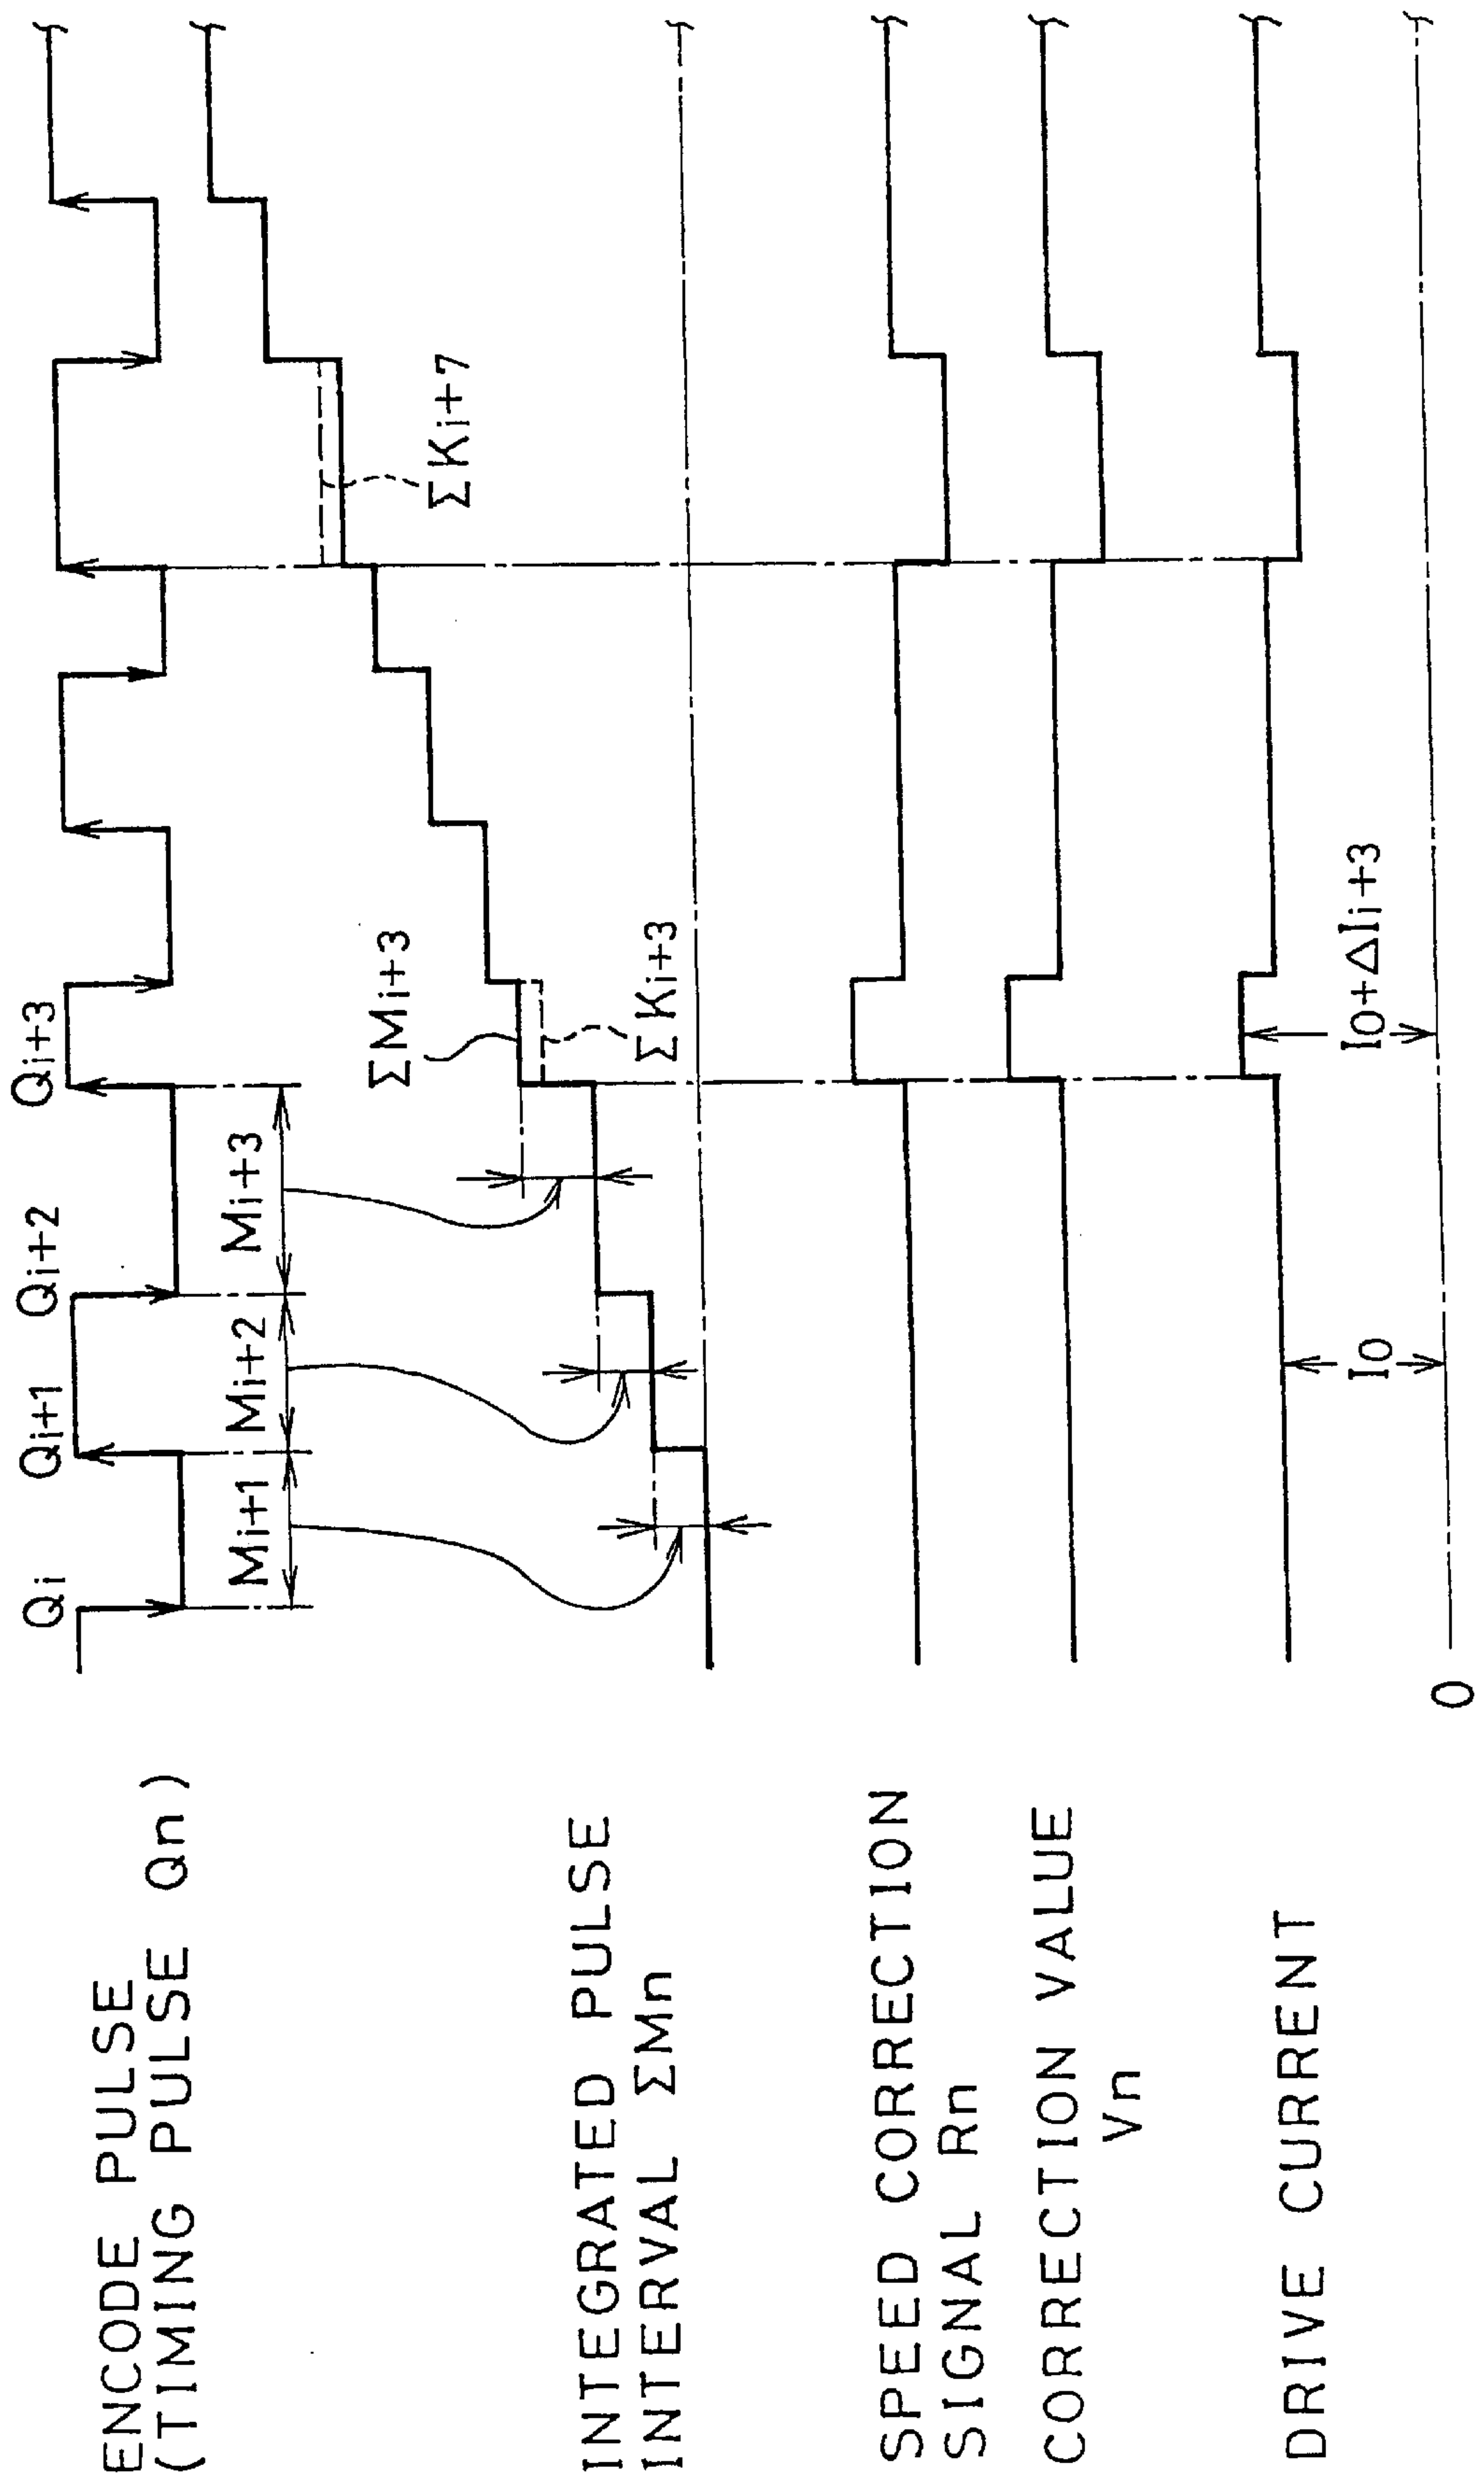 ENCODE PULSE
(TIMING PULSE Qn)
Qi
Qi+1
Qi+2
Qi+3
Mi+1
Mi+2
Mi+3
INTEGRATED PULSE
INTERVAL ΣMn
ΣMi+3
ΣKi+3
ΣKi+7
SPEED CORRECTION
SIGNAL Rn
CORRECTION VALUE
Vn
DRIVE CURRENT
I0
I0+ΔIi+3
0